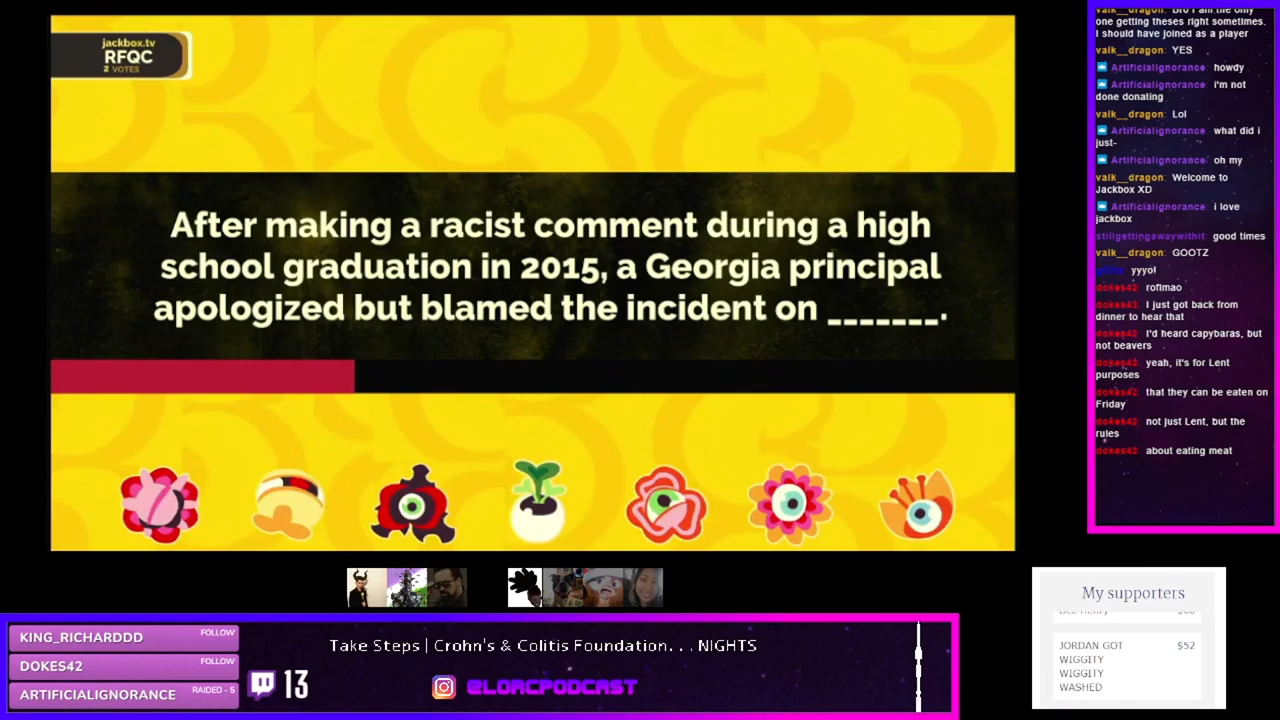 jackbox.tv
RFQC
2 VOTES
After making a racist comment during a high
school graduation in 2015, a Georgia principal
apologized but blamed the incident on _______.
valk__dragon: Bro I am the only
one getting theses right sometimes.
I should have joined as a player
valk__dragon: YES
Artificialignorance: howdy
Artificialignorance: i'm not
done donating
valk__dragon: Lol
Artificialignorance: what did i
just-
Artificialignorance: oh my
valk__dragon: Welcome to
Jackbox XD
Artificialignorance: i love
jackbox
stillgettingawaywithit: good times
valk__dragon: GOOTZ
yyyo!
dokes42: roflmao
dokes42: I just got back from
dinner to hear that
dokes42: I'd heard capybaras, but
not beavers
dokes42: yeah, it's for Lent
purposes
dokes42: that they can be eaten on
Friday
dokes42: not just Lent, but the
rules
dokes42: about eating meat
KING_RICHARDDD FOLLOW
DOKES42 FOLLOW
ARTIFICIALIGNORANCE RAIDED - 5
13
Take Steps | Crohn's & Colitis Foundation. . . NIGHTS
@LORCPODCAST
My supporters
JORDAN GOT $52
WIGGITY
WIGGITY
WASHED